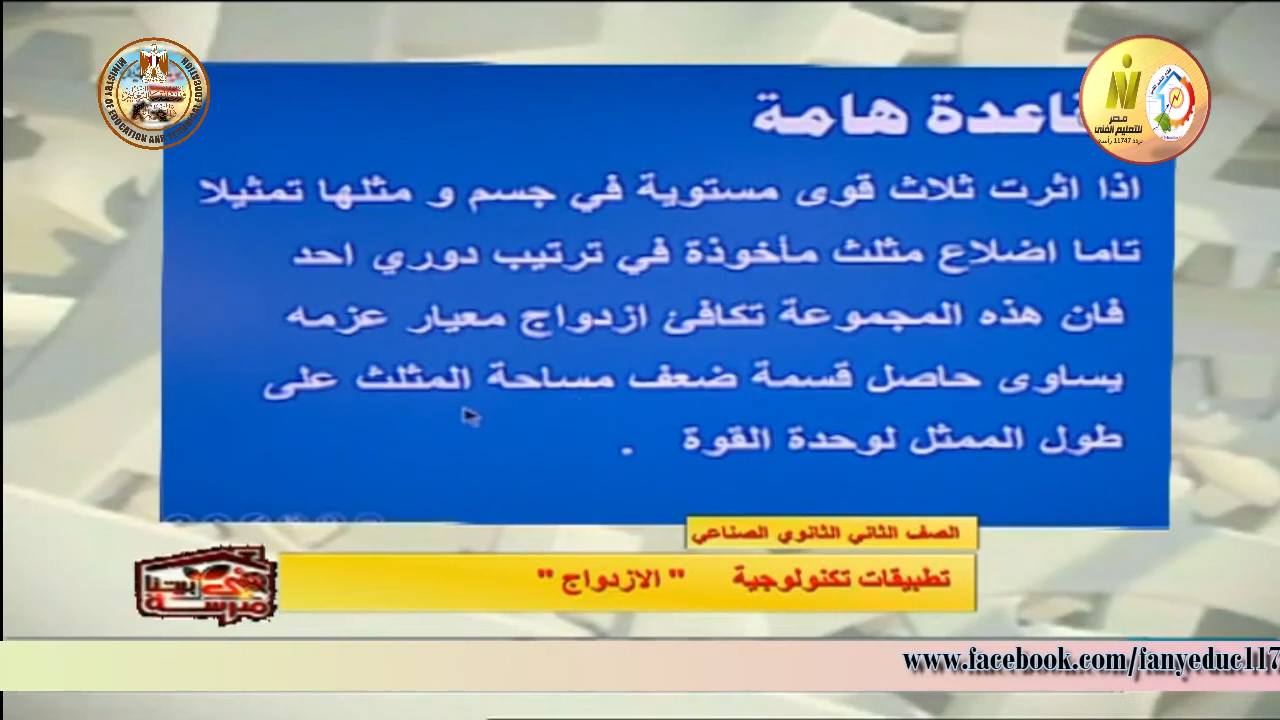 قاعدة هامة
اذا اثرت ثلاث قوى مستوية في جسم و مثلها تمثيلا
تاما اضلاع مثلث مأخوذة في ترتيب دوري احد
فان هذه المجموعة تكافئ ازدواج معيار عزمه
يساوى حاصل قسمة ضعف مساحة المثلث على
طول الممثل لوحدة القوة .
مصر
للتعليم الفنى
الصف الثاني الثانوي الصناعي
تطبيقات تكنولوجية " الازدواج "
www.facebook.com/fanyeduc117